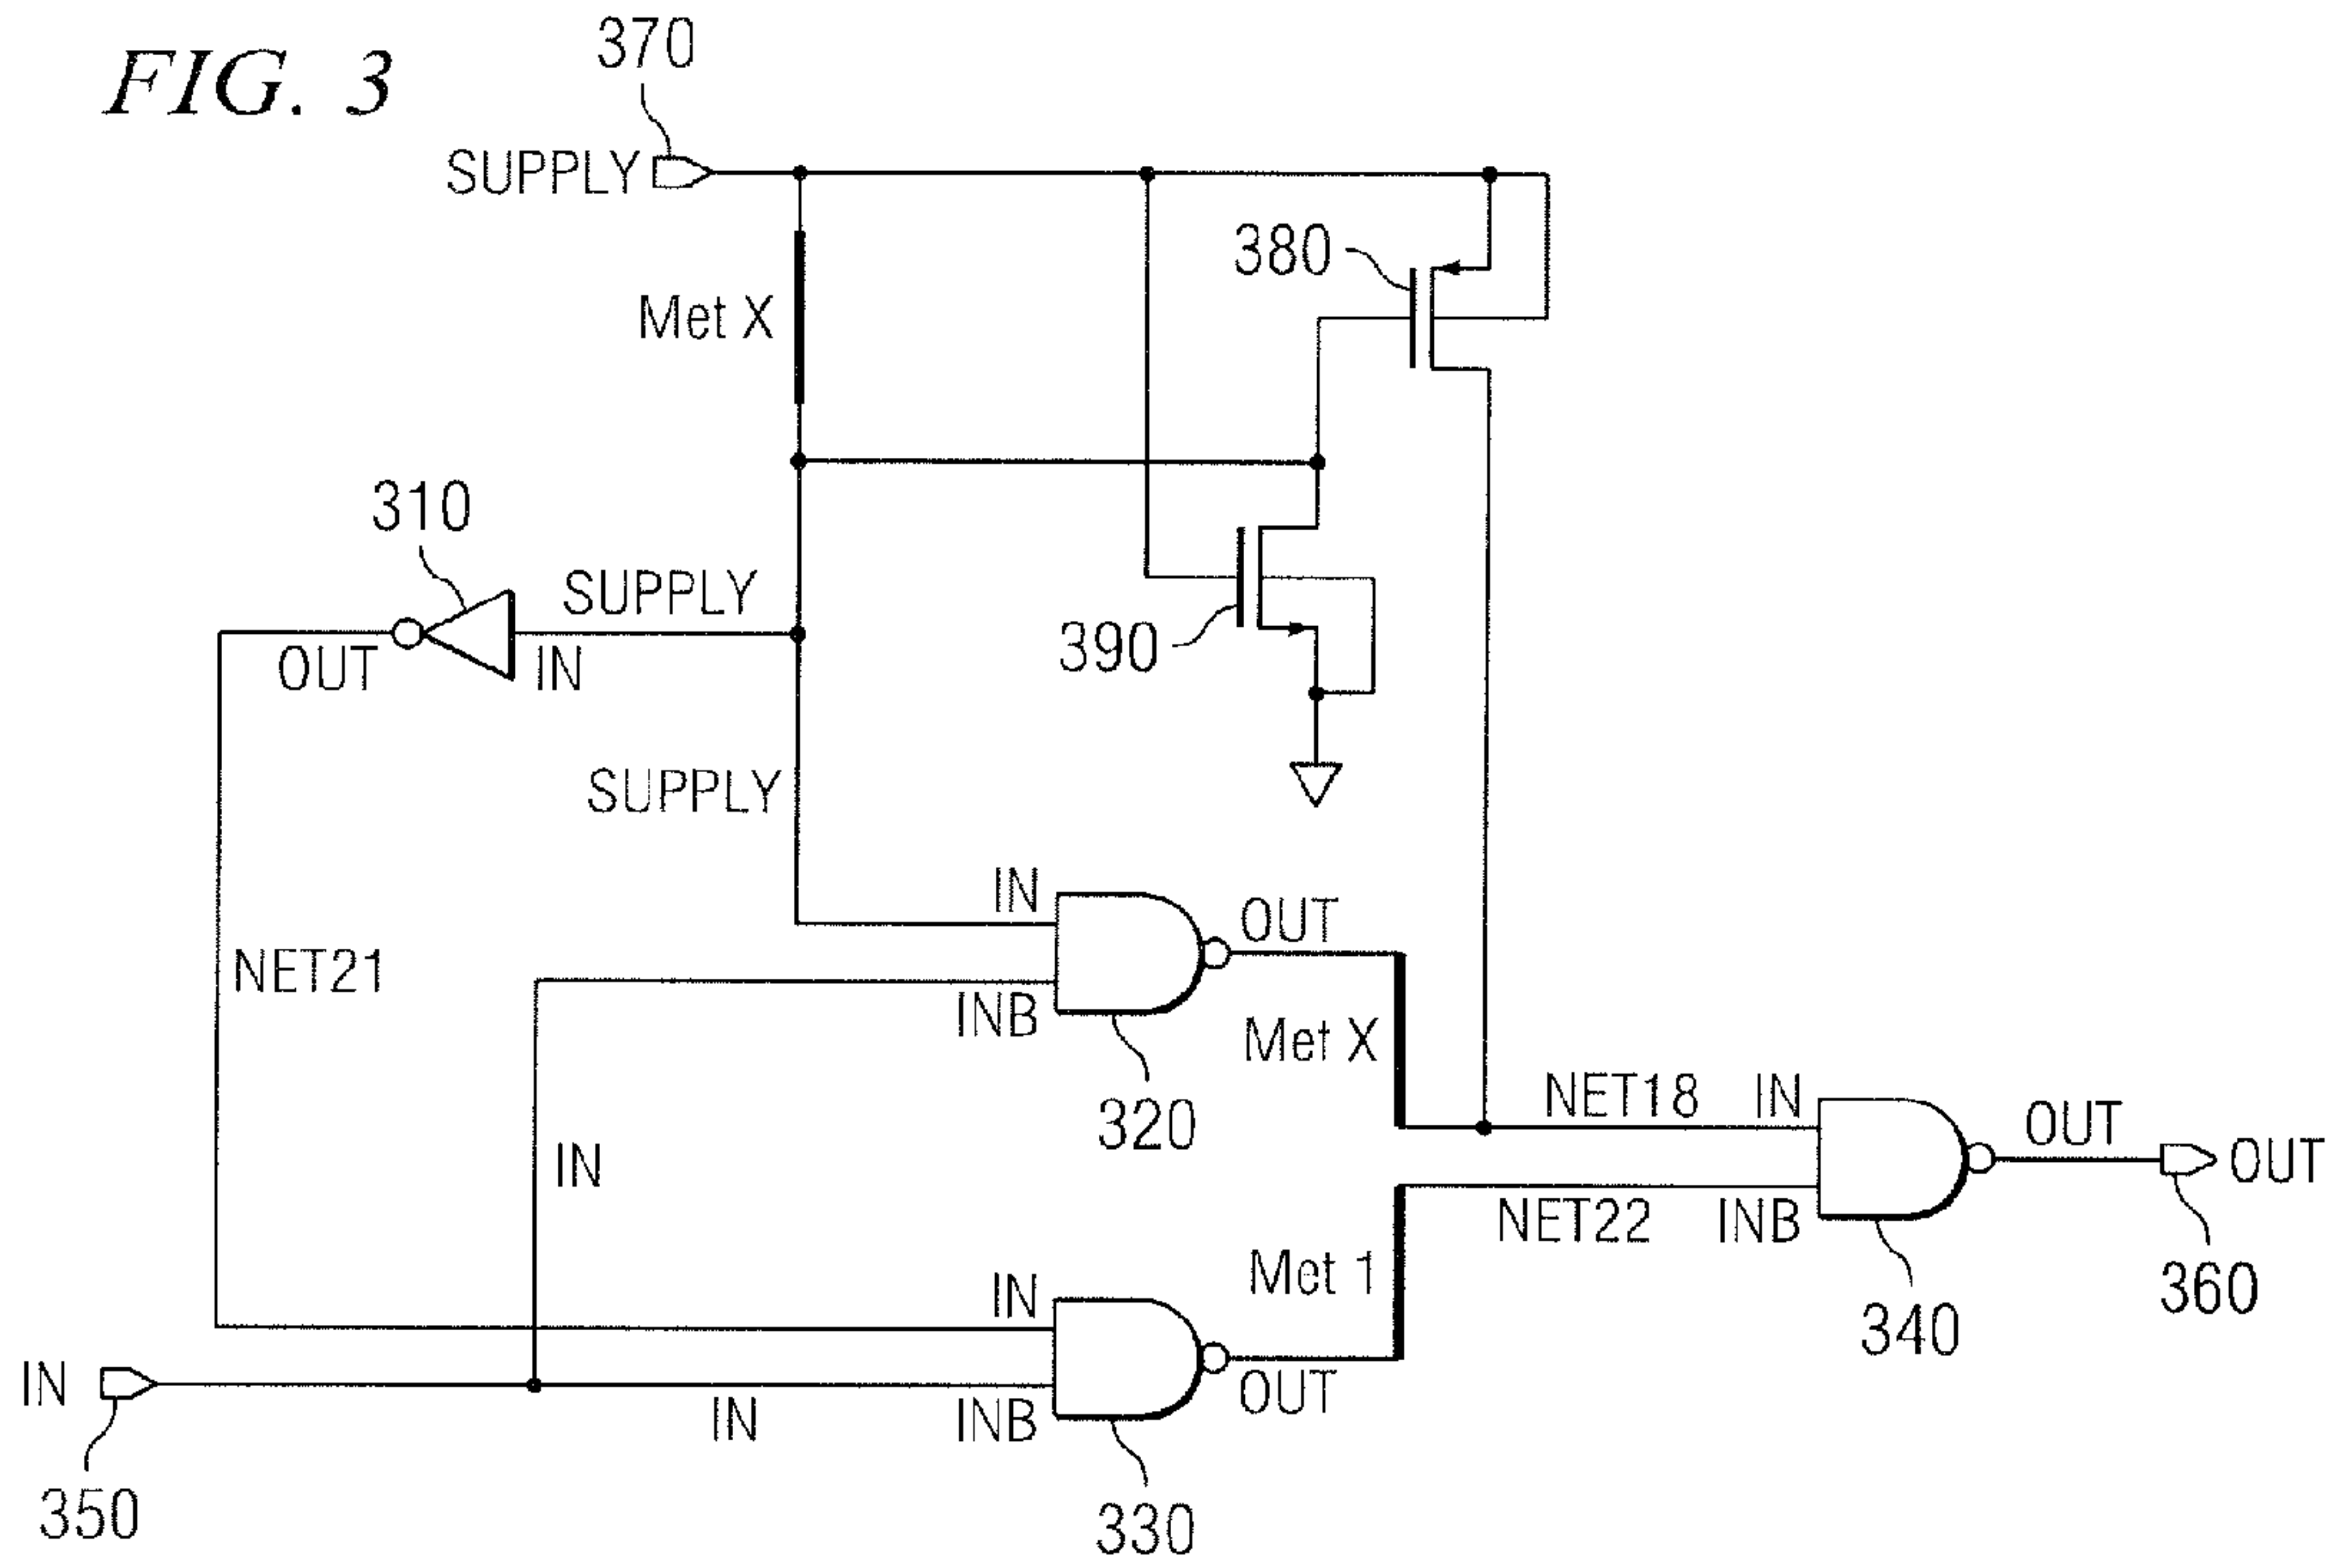 FIG. 3
370
SUPPLY
380
Met X
310
SUPPLY
390
OUT
IN
SUPPLY
IN
OUT
NET21
INB
Met X
320
NET18
IN
OUT
OUT
IN
NET22
INB
Met 1
IN
360
340
IN
OUT
IN
INB
350
330